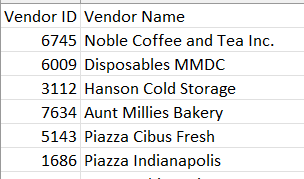 Vendor ID Vendor Name
6745 Noble Coffee and Tea Inc.
6009 Disposables MMDC
3112 Hanson Cold Storage
7634 Aunt Millies Bakery
5143 Piazza Cibus Fresh
1686 Piazza Indianapolis